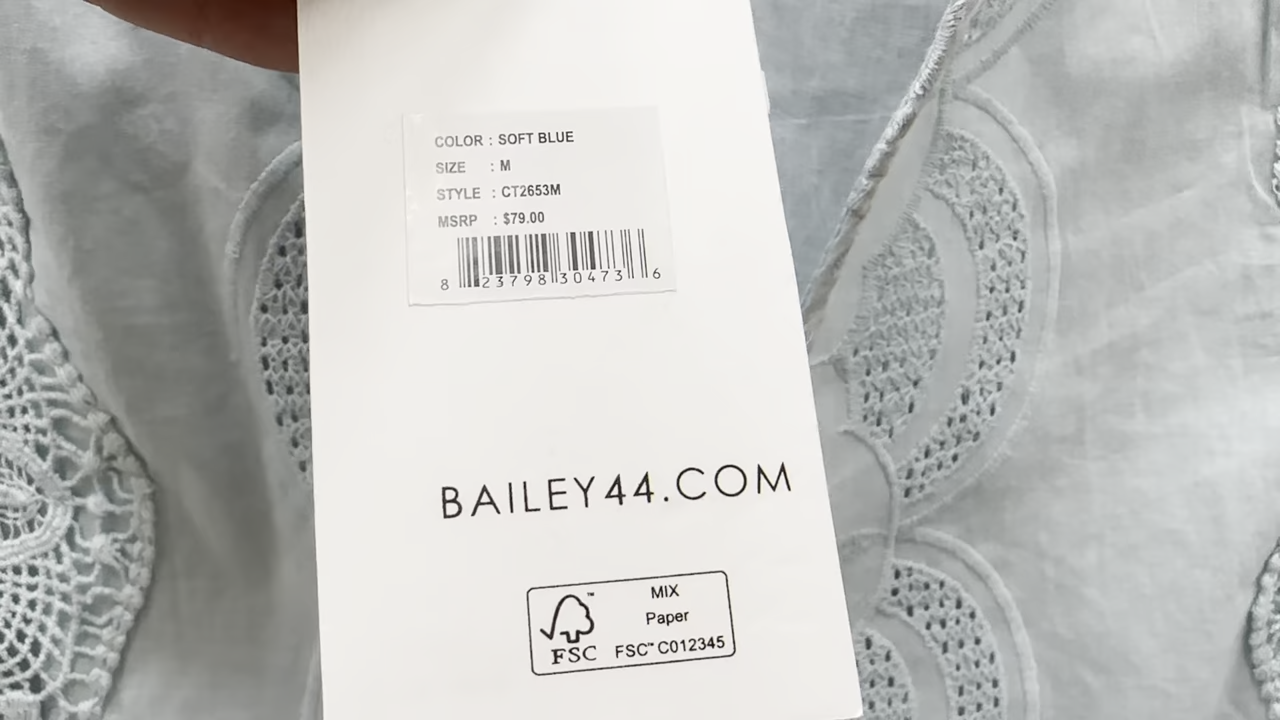 COLOR : SOFT BLUE
SIZE : M
STYLE : CT2653M
MSRP : $79.00
8 23798 30473 6
BAILEY44.COM
MIX
Paper
FSC™ FSC™ C012345